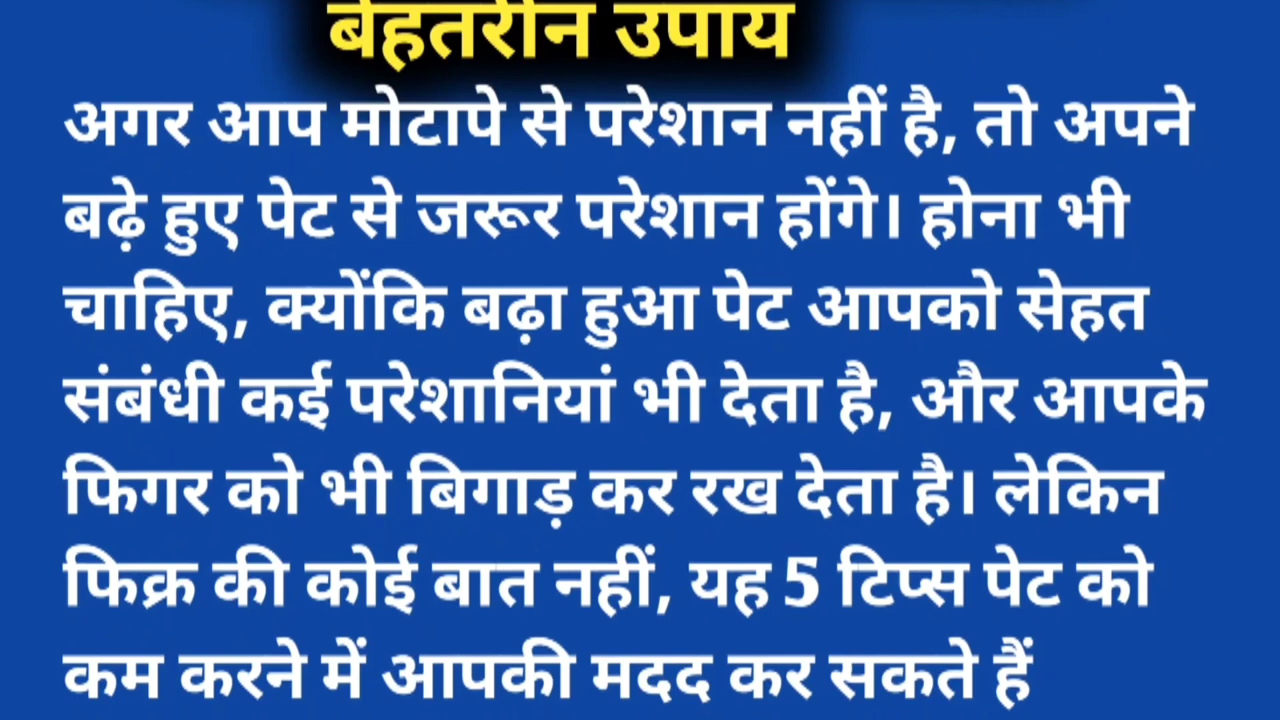 बेहतरीन उपाय
अगर आप मोटापे से परेशान नहीं है, तो अपने
बढ़े हुए पेट से जरूर परेशान होंगे। होना भी
चाहिए, क्योंकि बढ़ा हुआ पेट आपको सेहत
संबंधी कई परेशानियां भी देता है, और आपके
फिगर को भी बिगाड़ कर रख देता है। लेकिन
फिक्र की कोई बात नहीं, यह 5 टिप्स पेट को
कम करने में आपकी मदद कर सकते हैं